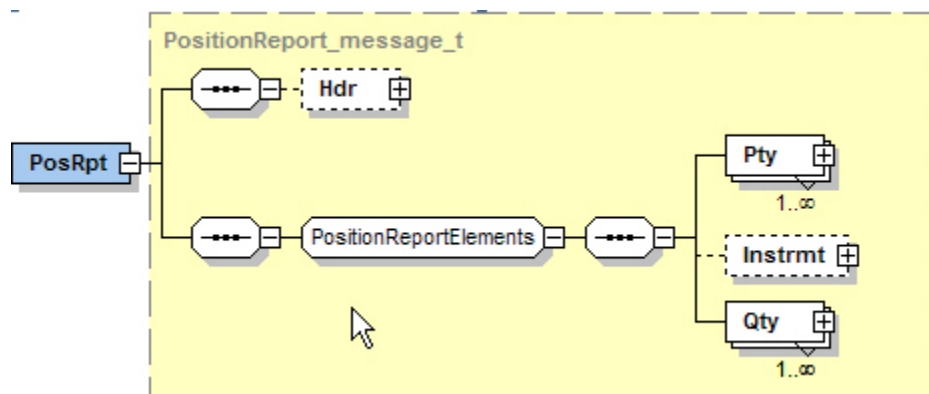 PositionReport_message_t
Hdr
PosRpt
Pty
1..∞
PositionReportElements
Instrmt
Qty
1..∞